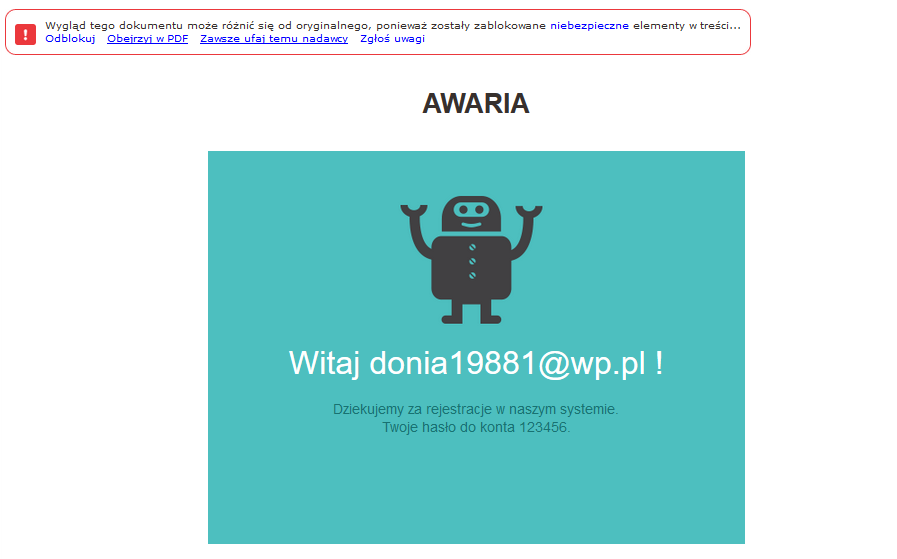 Wygląd tego dokumentu może różnić się od oryginalnego, ponieważ zostały zablokowane niebezpieczne elementy w treści...
Odblokuj Obejrzyj w PDF Zawsze ufaj temu nadawcy Zgłoś uwagi
AWARIA
Witaj donia19881@wp.pl !
Dziekujemy za rejestracje w naszym systemie.
Twoje hasło do konta 123456.